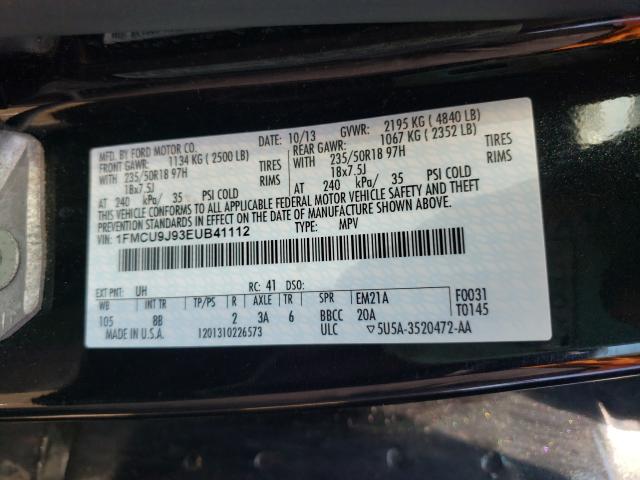 MFD. BY FORD MOTOR CO.
DATE: 10/13 GVWR: 2195 KG ( 4840 LB)
FRONT GAWR: 1134 KG ( 2500 LB) REAR GAWR: 1067 KG ( 2352 LB)
WITH 235/50R18 97H TIRES WITH 235/50R18 97H TIRES
18x7.5J RIMS 18x7.5J RIMS
AT 240 kPa/ 35 PSI COLD AT 240 kPa/ 35 PSI COLD
THIS VEHICLE CONFORMS TO ALL APPLICABLE FEDERAL MOTOR VEHICLE SAFETY AND THEFT
PREVENTION STANDARDS IN EFFECT ON THE DATE OF MANUFACTURE SHOWN ABOVE.
VIN: 1FMCU9J93EUB41112 TYPE: MPV
EXT PNT: UH RC: 41 DSO:
WB INT TR TP/PS R AXLE TR SPR EM21A F0031
105 8B 2 3A 6 BBCC 20A T0145
MADE IN U.S.A. 1201310226573 ULC 5U5A-3520472-AA